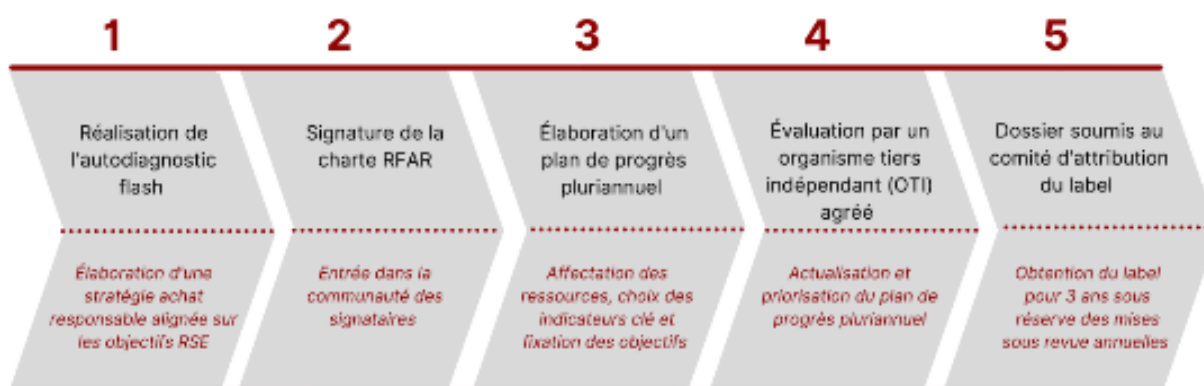 1
2
3
4
5
Réalisation de
l'autodiagnostic
flash
Élaboration d'une
stratégie achat
responsable alignée sur
les objectifs RSE
Signature de la
charte RFAR
Entrée dans la
communauté des
signataires
Élaboration d'un
plan de progrès
pluriannuel
Affectation des
ressources, choix des
indicateurs clé et
fixation des objectifs
Évaluation par un
organisme tiers
indépendant (OTI)
agréé
Actualisation et
priorisation du plan de
progrès pluriannuel
Dossier soumis au
comité d'attribution
du label
Obtention du label
pour 3 ans sous
réserve des mises
sous revue annuelles